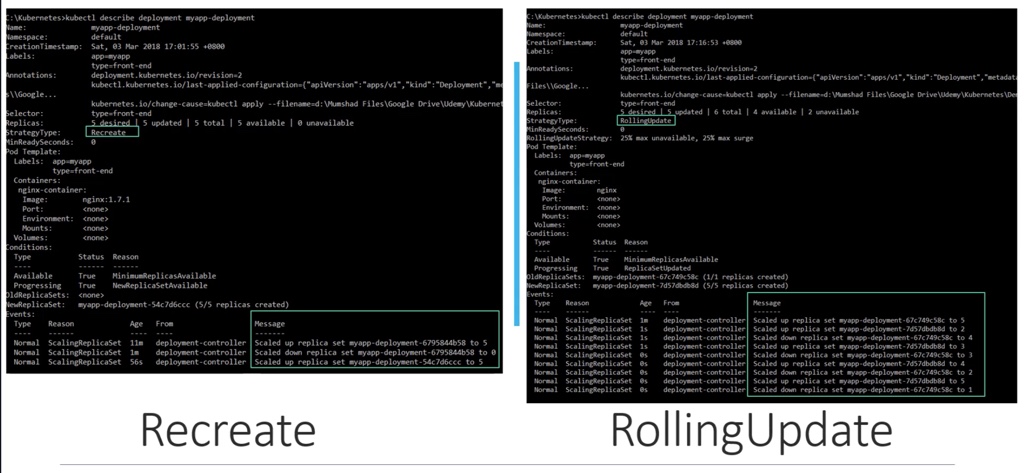 C:\Kubernetes>kubectl describe deployment myapp-deployment
Name: myapp-deployment
Namespace: default
CreationTimestamp: Sat, 03 Mar 2018 17:01:55 +0800
Labels: app=myapp
type=front-end
Annotations: deployment.kubernetes.io/revision=2
kubectl.kubernetes.io/last-applied-configuration={"apiVersion":"apps/v1","kind":"Deployment","me
s\\Google...
kubernetes.io/change-cause=kubectl apply --filename=d:\Mumshad Files\Google Drive\Udemy\Kubernet
Selector: type=front-end
Replicas: 5 desired | 5 updated | 5 total | 5 available | 0 unavailable
StrategyType: Recreate
MinReadySeconds: 0
Pod Template:
Labels: app=myapp
type=front-end
Containers:
nginx-container:
Image: nginx:1.7.1
Port: <none>
Environment: <none>
Mounts: <none>
Volumes: <none>
Conditions:
Type Status Reason
---- ------ ------
Available True MinimumReplicasAvailable
Progressing True NewReplicaSetAvailable
OldReplicaSets: <none>
NewReplicaSet: myapp-deployment-54c7d6ccc (5/5 replicas created)
Events:
Type Reason Age From Message
---- ------ ---- ---- -------
Normal ScalingReplicaSet 11m deployment-controller Scaled up replica set myapp-deployment-6795844b58 to 5
Normal ScalingReplicaSet 1m deployment-controller Scaled down replica set myapp-deployment-6795844b58 to 0
Normal ScalingReplicaSet 56s deployment-controller Scaled up replica set myapp-deployment-54c7d6ccc to 5
Recreate
C:\Kubernetes>kubectl describe deployment myapp-deployment
Name: myapp-deployment
Namespace: default
CreationTimestamp: Sat, 03 Mar 2018 17:16:53 +0800
Labels: app=myapp
type=front-end
Annotations: deployment.kubernetes.io/revision=2
kubectl.kubernetes.io/last-applied-configuration={"apiVersion":"apps/v1","kind":"Deployment","metadat
Files\\Google...
kubernetes.io/change-cause=kubectl apply --filename=d:\Mumshad Files\Google Drive\Udemy\Kubernetes\De
Selector: type=front-end
Replicas: 5 desired | 5 updated | 6 total | 4 available | 2 unavailable
StrategyType: RollingUpdate
MinReadySeconds: 0
RollingUpdateStrategy: 25% max unavailable, 25% max surge
Pod Template:
Labels: app=myapp
type=front-end
Containers:
nginx-container:
Image: nginx
Port: <none>
Environment: <none>
Mounts: <none>
Volumes: <none>
Conditions:
Type Status Reason
---- ------ ------
Available True MinimumReplicasAvailable
Progressing True ReplicaSetUpdated
OldReplicaSets: myapp-deployment-67c749c58c (1/1 replicas created)
NewReplicaSet: myapp-deployment-7d57dbdb8d (5/5 replicas created)
Events:
Type Reason Age From Message
---- ------ ---- ---- -------
Normal ScalingReplicaSet 1m deployment-controller Scaled up replica set myapp-deployment-67c749c58c to 5
Normal ScalingReplicaSet 1s deployment-controller Scaled up replica set myapp-deployment-7d57dbdb8d to 2
Normal ScalingReplicaSet 1s deployment-controller Scaled down replica set myapp-deployment-67c749c58c to 4
Normal ScalingReplicaSet 1s deployment-controller Scaled up replica set myapp-deployment-7d57dbdb8d to 3
Normal ScalingReplicaSet 0s deployment-controller Scaled down replica set myapp-deployment-67c749c58c to 3
Normal ScalingReplicaSet 0s deployment-controller Scaled up replica set myapp-deployment-7d57dbdb8d to 4
Normal ScalingReplicaSet 0s deployment-controller Scaled down replica set myapp-deployment-67c749c58c to 2
Normal ScalingReplicaSet 0s deployment-controller Scaled up replica set myapp-deployment-7d57dbdb8d to 5
Normal ScalingReplicaSet 0s deployment-controller Scaled down replica set myapp-deployment-67c749c58c to 1
RollingUpdate